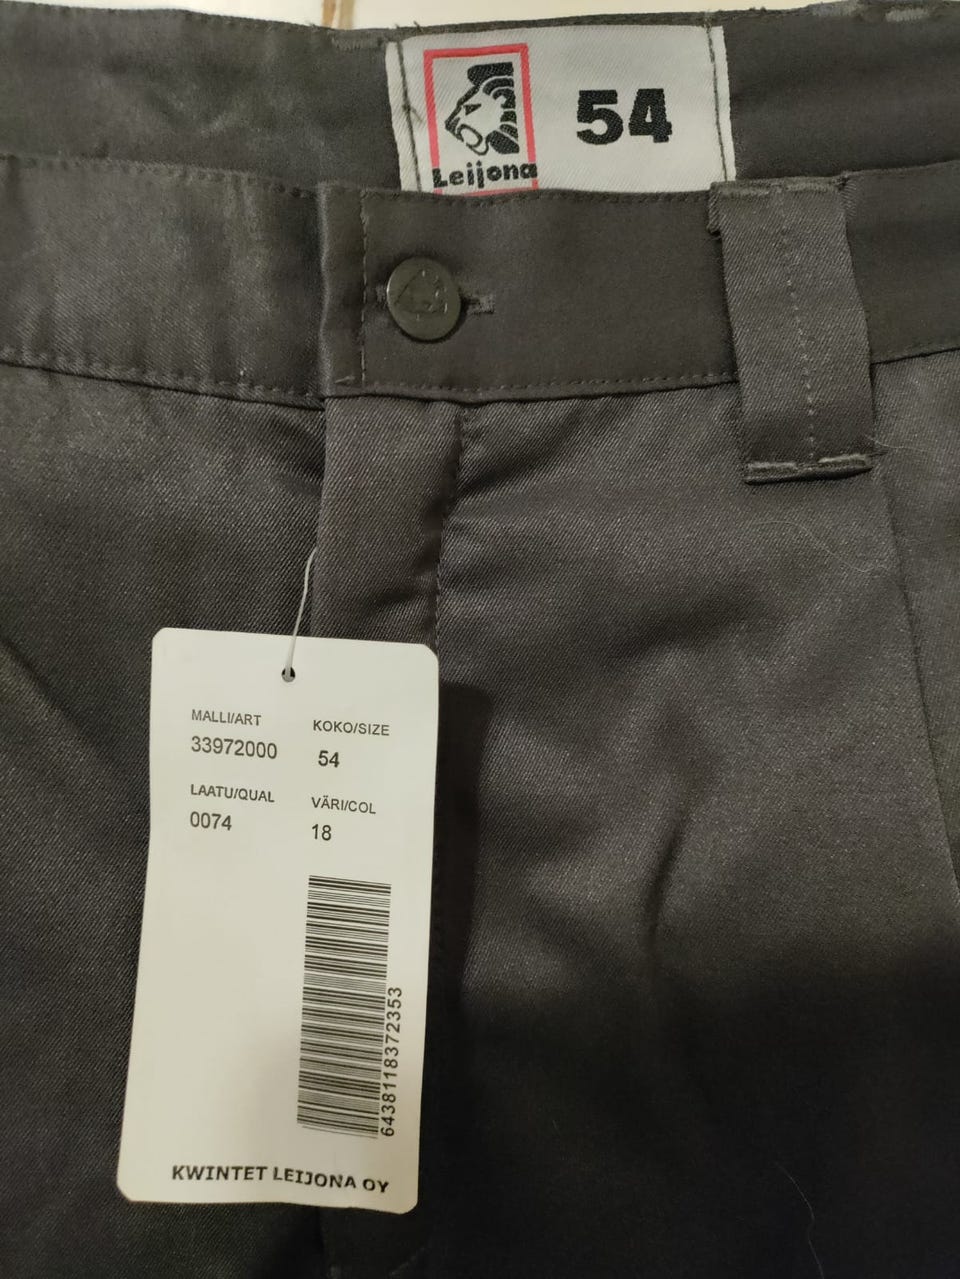 Leijona
54
MALLI/ART
KOKO/SIZE
33972000
54
LAATU/QUAL
VÄRI/COL
0074
18
6438118372353
KWINTET LEIJONA OY